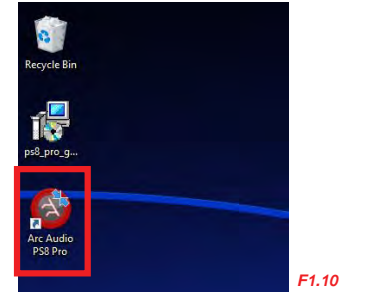 Recycle Bin
ps8_pro_g...
Arc Audio
PS8 Pro
F1.10